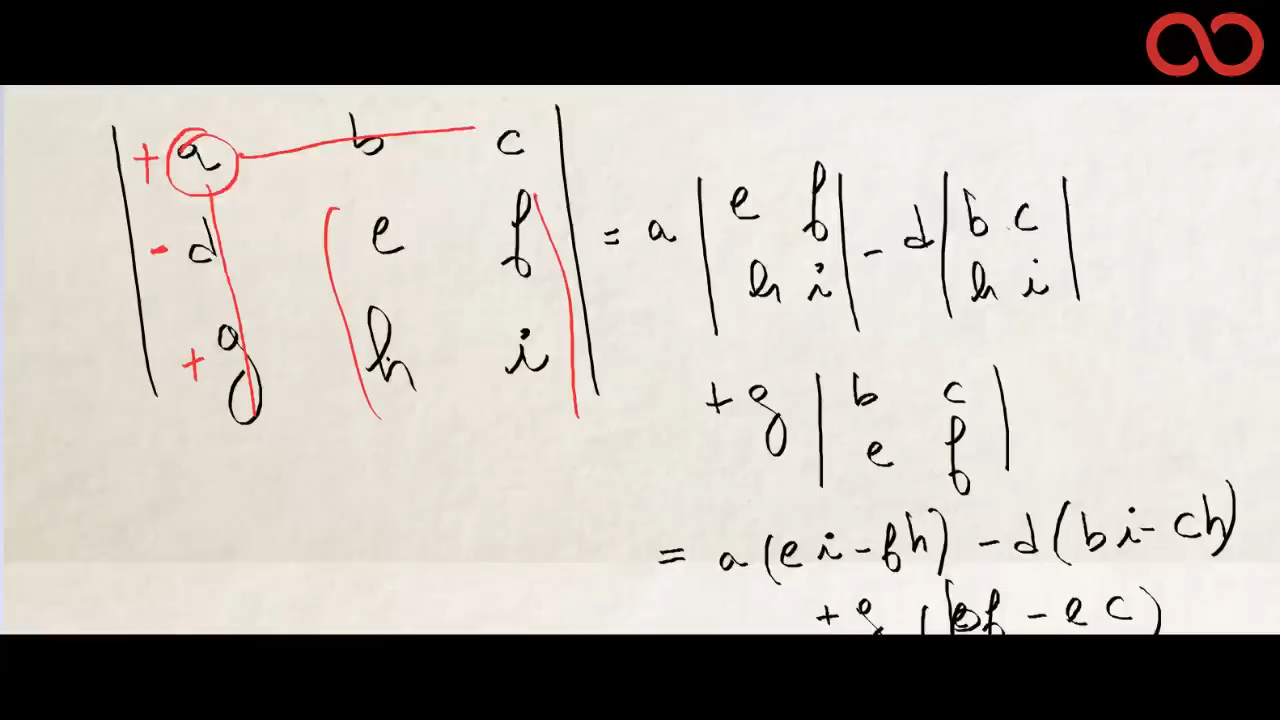 | +a b c |
| -d e f | = a | e f | - d | b c |
| +g h i | | h i | | h i |
+ g | b c |
| e f |
= a(ei - fh) - d(bi - ch)
+ g (bf - ec)